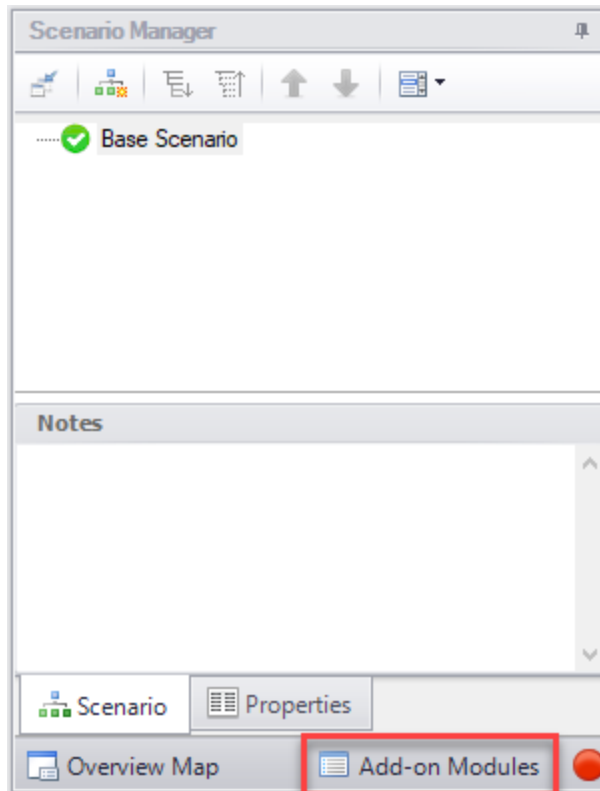 Scenario Manager
Base Scenario
Notes
Scenario Properties
Overview Map Add-on Modules